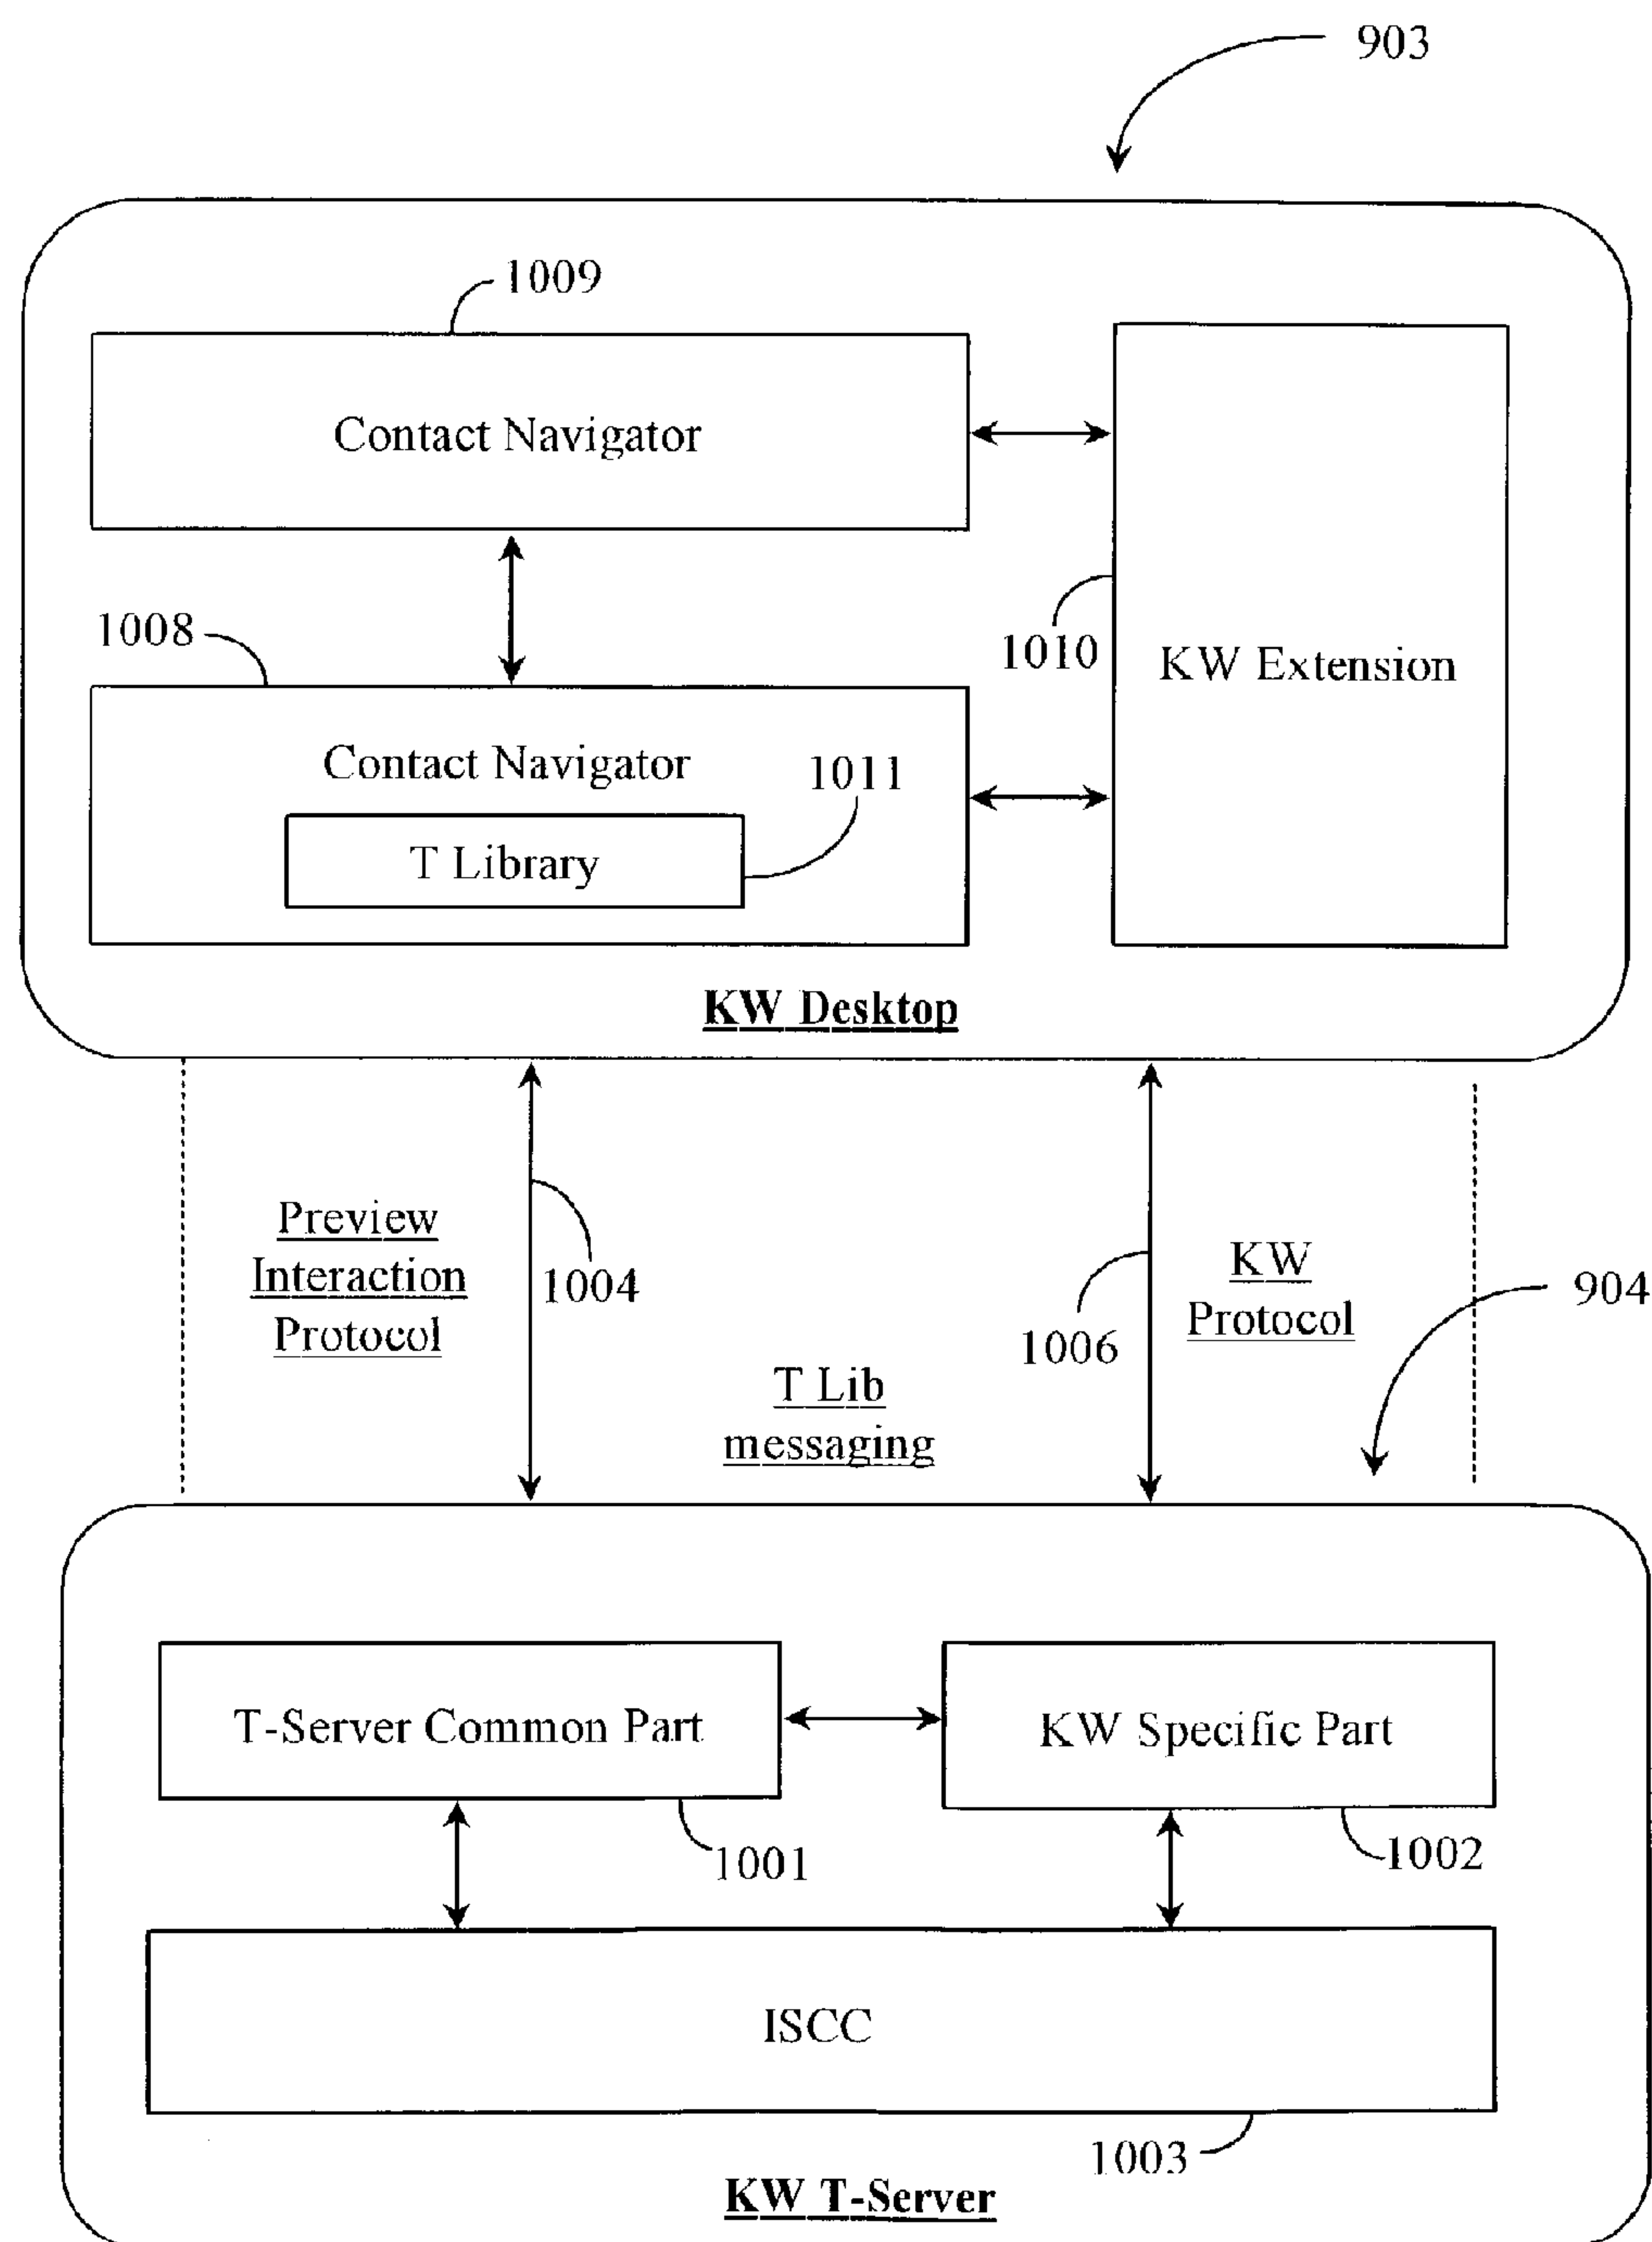 903
1009
Contact Navigator
1008
1010
KW Extension
Contact Navigator
1011
T Library
KW Desktop
Preview
Interaction
Protocol
1004
1006
KW
Protocol
904
T Lib
messaging
T-Server Common Part
KW Specific Part
1001
1002
ISCC
1003
KW T-Server